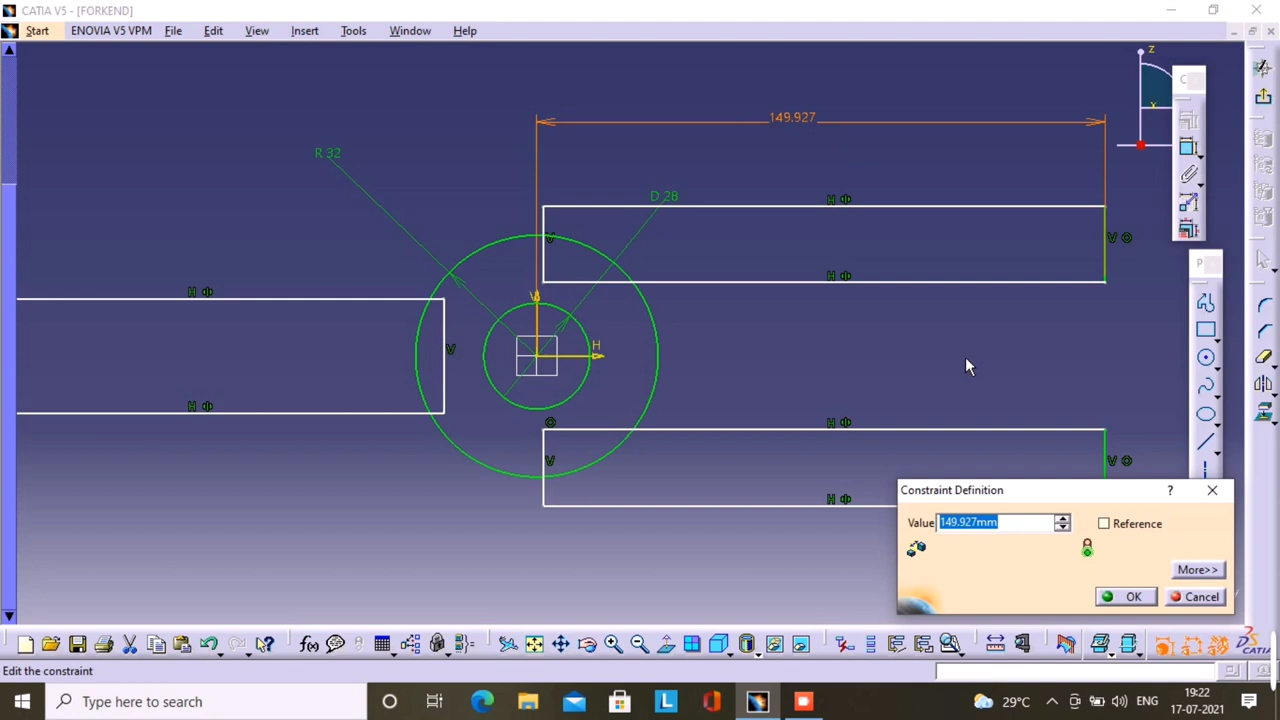 CATIA V5 - [FORKEND]
Start ENOVIA V5 VPM File Edit View Insert Tools Window Help
z
x
C
149.927
R 32
D 28
H
V
V
H
V
H
P
H
V
V
H
H
H
V
V
H
Constraint Definition ?
Value 149.927mm Reference
More>>
OK Cancel
f(x)
CATIA
Edit the constraint
Type here to search
L
29°C ENG 19:22
17-07-2021